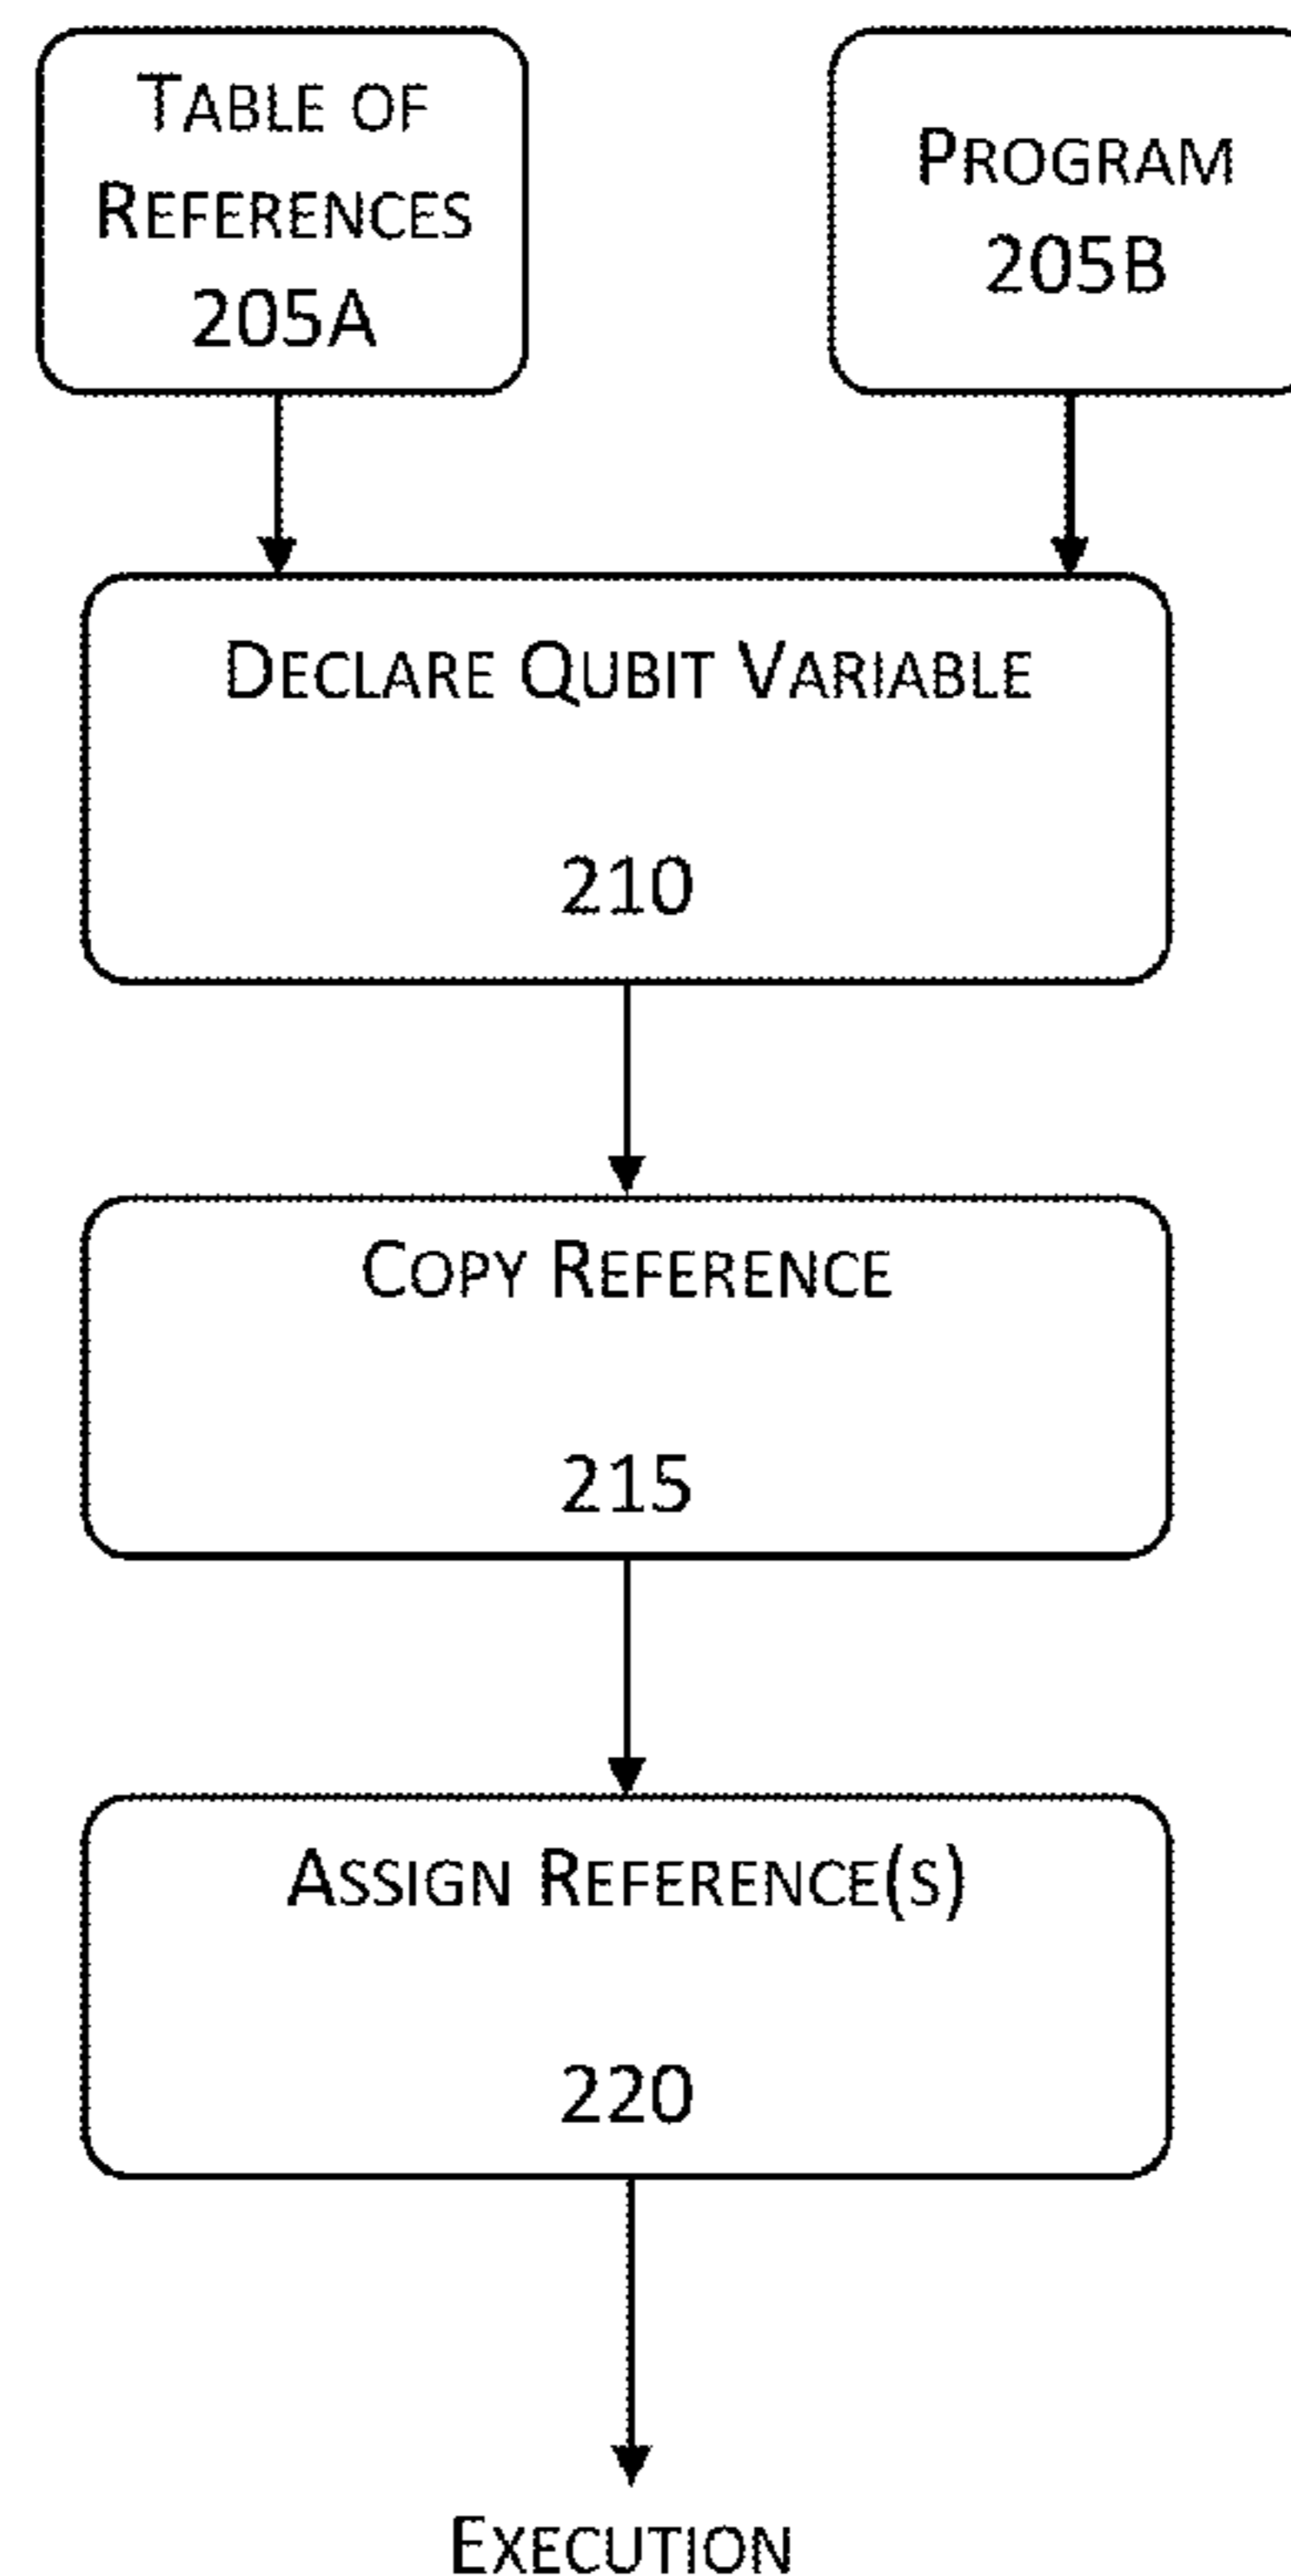 TABLE OF
REFERENCES
205A
PROGRAM
205B
DECLARE QUBIT VARIABLE
210
COPY REFERENCE
215
ASSIGN REFERENCE(S)
220
EXECUTION